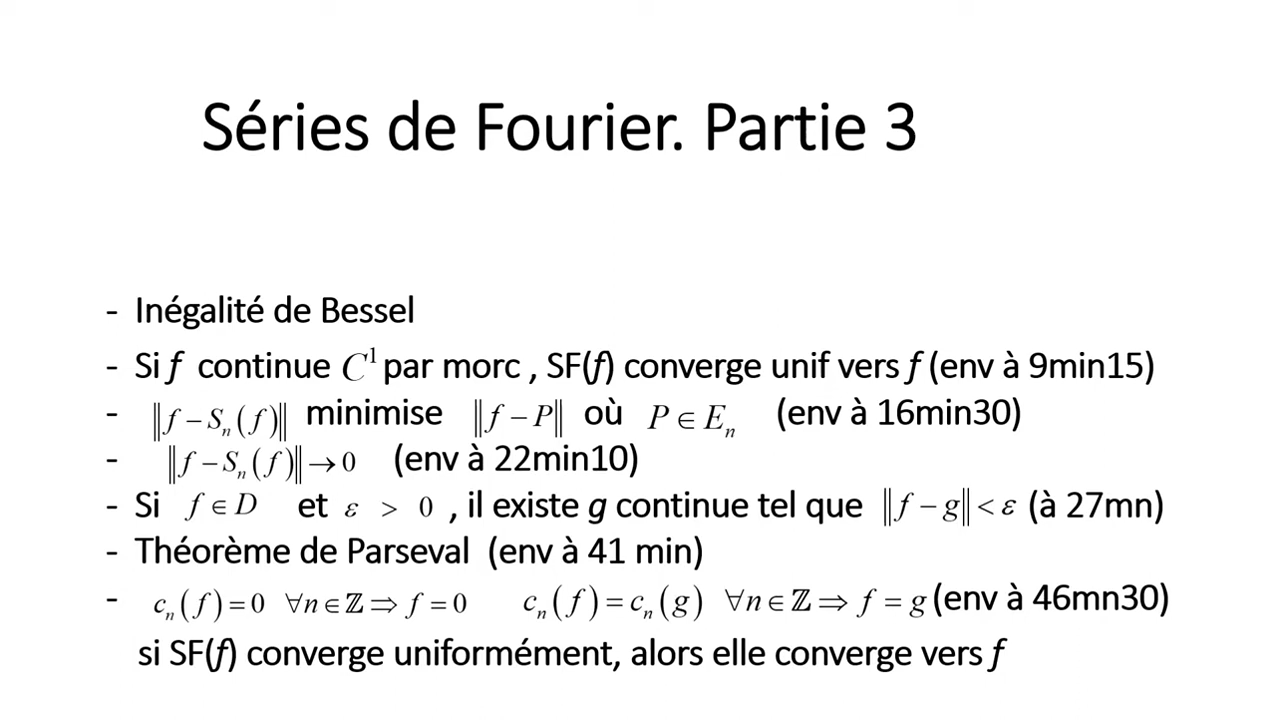 Séries de Fourier. Partie 3
- Inégalité de Bessel
- Si f continue C¹ par morc , SF(f) converge unif vers f (env à 9min15)
- ‖f − Sₙ(f)‖ minimise ‖f − P‖ où P ∈ Eₙ (env à 16min30)
- ‖f − Sₙ(f)‖ → 0 (env à 22min10)
- Si f ∈ D et ε > 0 , il existe g continue tel que ‖f − g‖ < ε (à 27mn)
- Théorème de Parseval (env à 41 min)
- cₙ(f) = 0 ∀n ∈ ℤ ⇒ f = 0 cₙ(f) = cₙ(g) ∀n ∈ ℤ ⇒ f = g (env à 46mn30)
si SF(f) converge uniformément, alors elle converge vers f